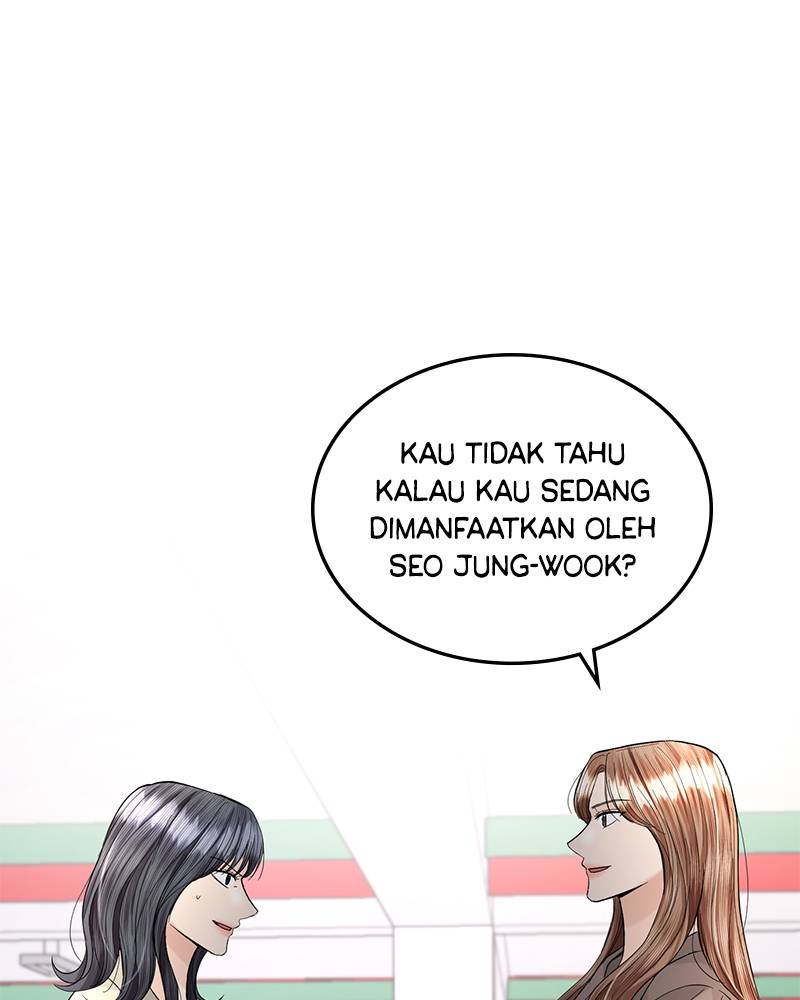 KAU TIDAK TAHU
KALAU KAU SEDANG
DIMANFAATKAN OLEH
SEO JUNG-WOOK?